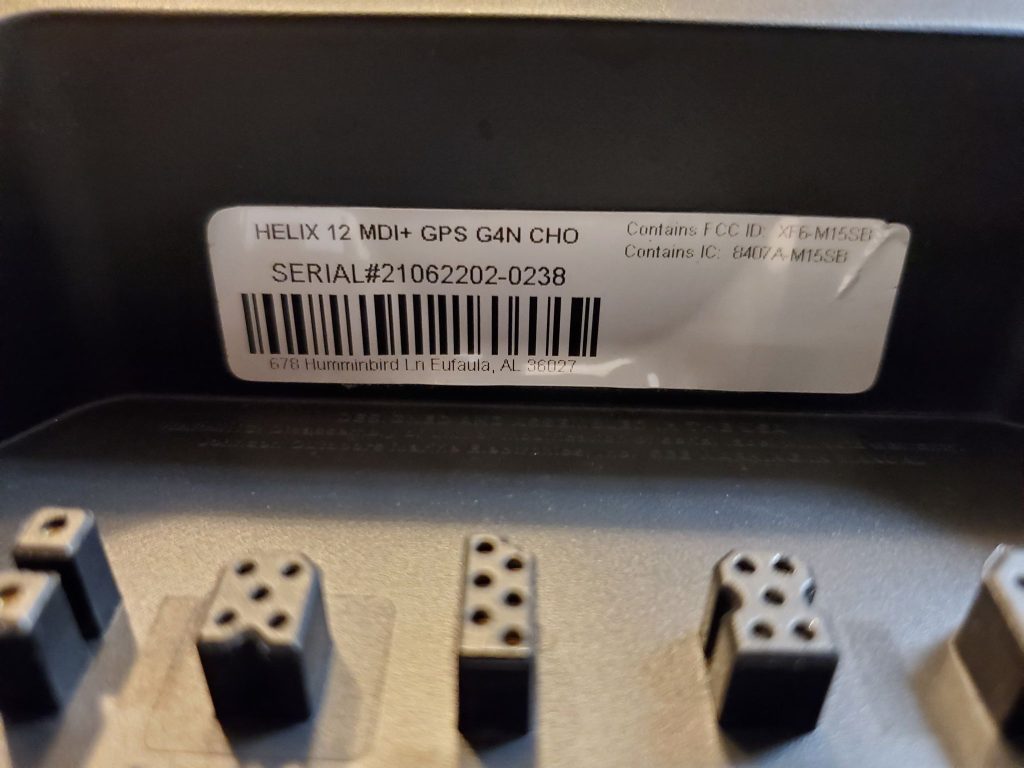 HELIX 12 MDI+ GPS G4N CHO
SERIAL#21062202-0238
678 Humminbird Ln Eufaula, AL 36027
Contains FCC ID: XF6-M15SB
Contains IC: 8407A-M15SB